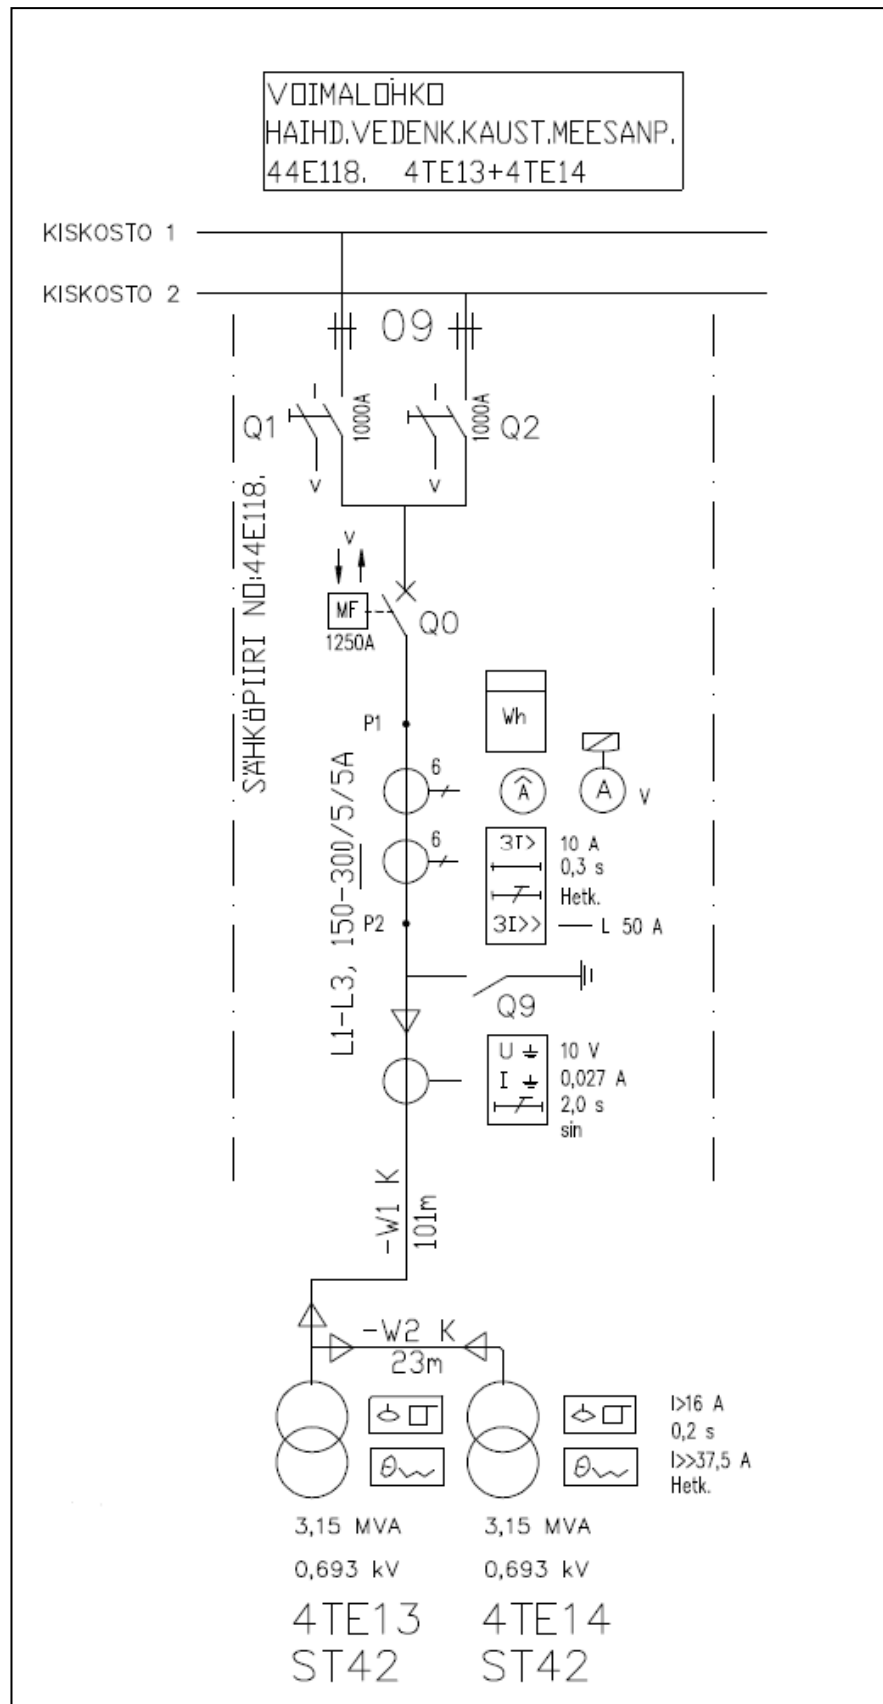 VOIMALOHKO
HAIHD.VEDENK.KAUST.MEESANP.
44E118. 4TE13+4TE14
KISKOSTO 1
KISKOSTO 2
09
Q1
1000A
1000A
Q2
V
V
SÄHKÖPIIRI NO:44E118.
V
MF
1250A
Q0
Wh
P1
L1-L3, 150-300/5/5A
6
A
A
V
6
3I>
10 A
0,3 s
Hetk.
3I>>
L 50 A
P2
Q9
U
10 V
I
0,027 A
2,0 s
sin
-W1 K
101m
-W2 K
23m
I>16 A
0,2 s
Θ
Θ
I>>37,5 A
Hetk.
3,15 MVA
3,15 MVA
0,693 kV
0,693 kV
4TE13
4TE14
ST42
ST42